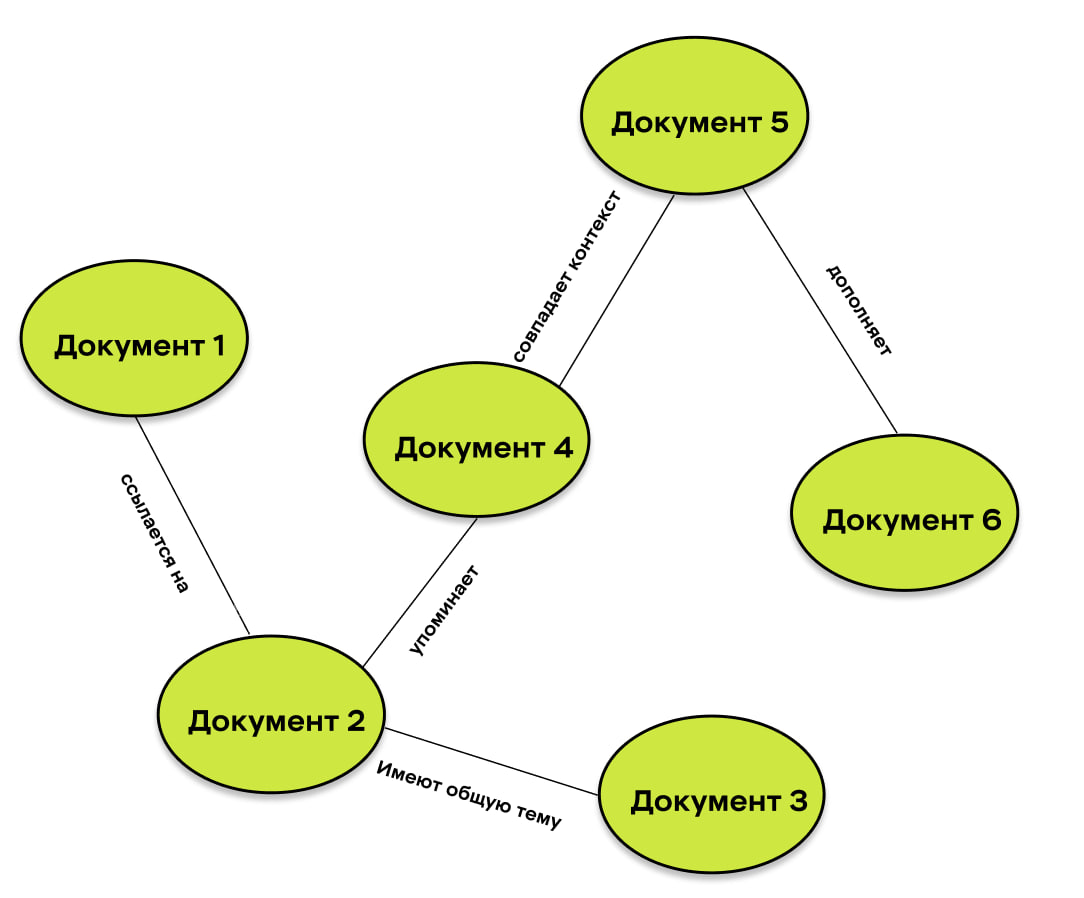 Документ 5
совпадает контекст
дополняет
Документ 1
Документ 4
ссылается на
Документ 6
упоминает
Документ 2
Имеют общую тему
Документ 3